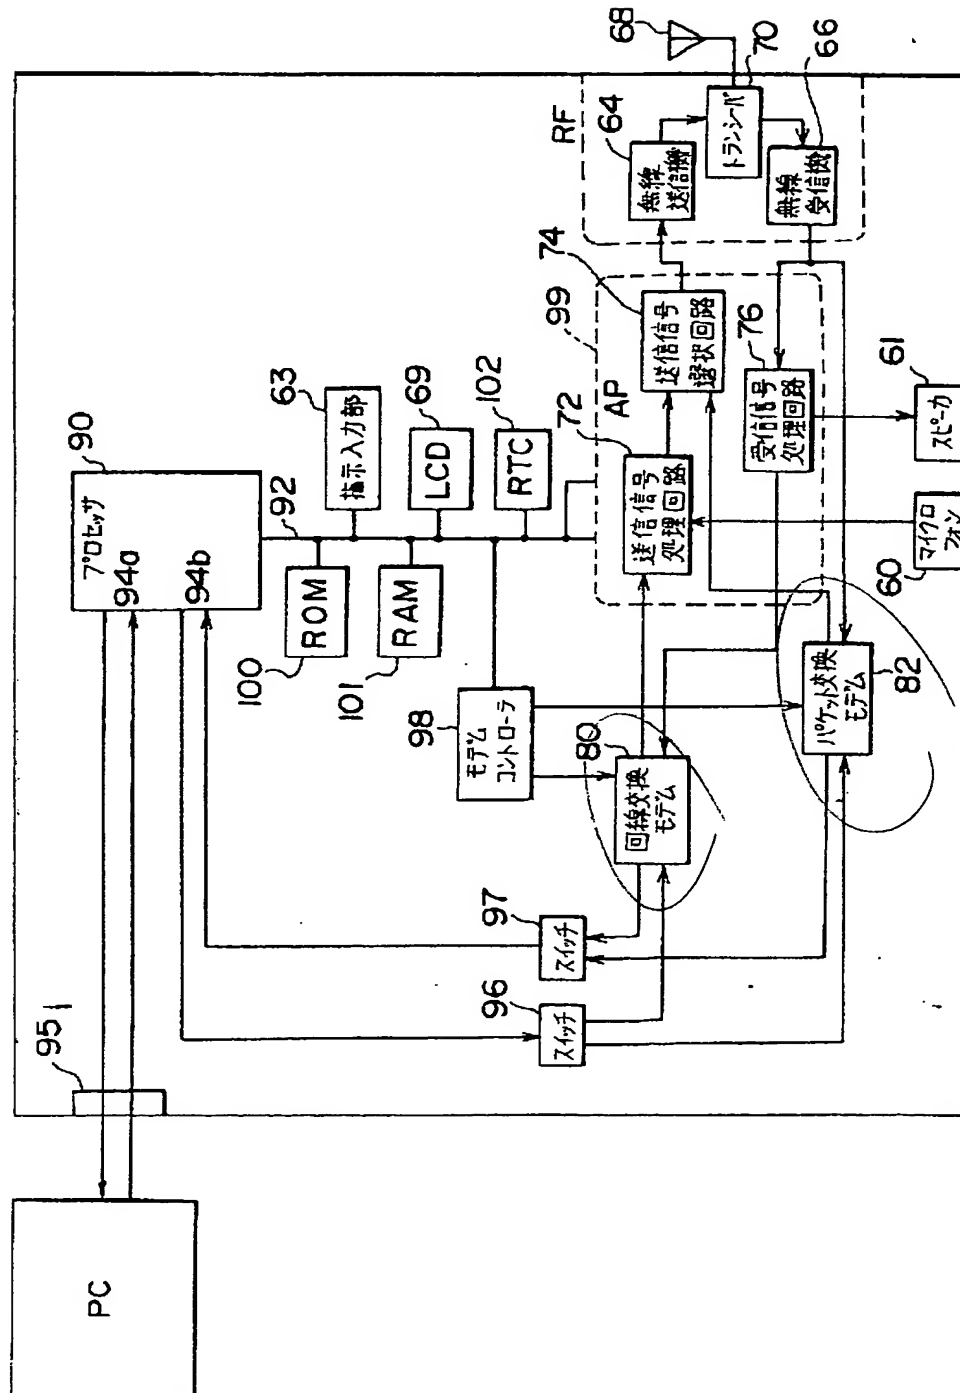 PC
95
1
90
プロセッサ
94a
94b
92
ROM
100
RAM
101
63
指示入力部
LCD
69
RTC
102
98
モデム
コントローラ
スイッチ
97
スイッチ
96
80
回線交換
モデム
パケット交換
モデム
82
99
AP
72
送信信号
処理回路
74
送信信号
選択回路
76
受信信号
処理回路
RF
64
無線
送信機
68
70
トランシーバ
66
無線
受信機
61
スピーカ
60
マイクロ
フォン